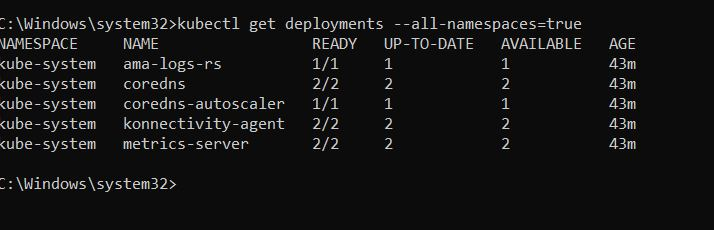 C:\Windows\system32>kubectl get deployments --all-namespaces=true
NAMESPACE NAME READY UP-TO-DATE AVAILABLE AGE
kube-system ama-logs-rs 1/1 1 1 43m
kube-system coredns 2/2 2 2 43m
kube-system coredns-autoscaler 1/1 1 1 43m
kube-system konnectivity-agent 2/2 2 2 43m
kube-system metrics-server 2/2 2 2 43m
C:\Windows\system32>